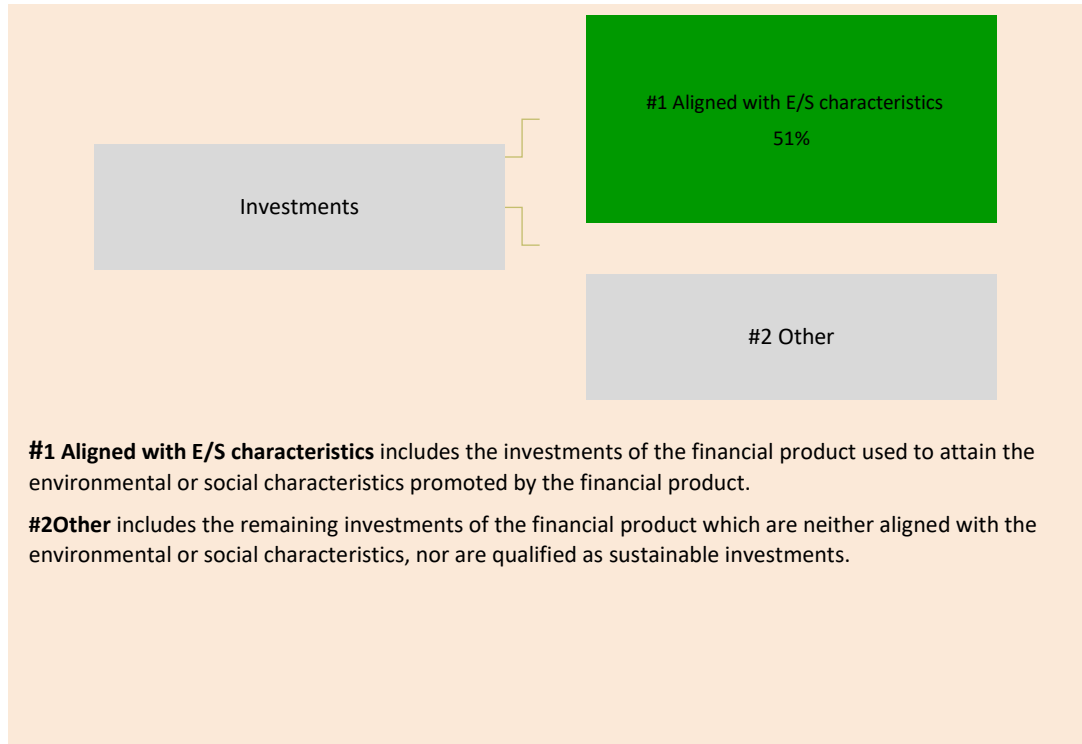 #1 Aligned with E/S characteristics
51%
Investments
#2 Other
#1 Aligned with E/S characteristics includes the investments of the financial product used to attain the
environmental or social characteristics promoted by the financial product.
#2Other includes the remaining investments of the financial product which are neither aligned with the
environmental or social characteristics, nor are qualified as sustainable investments.